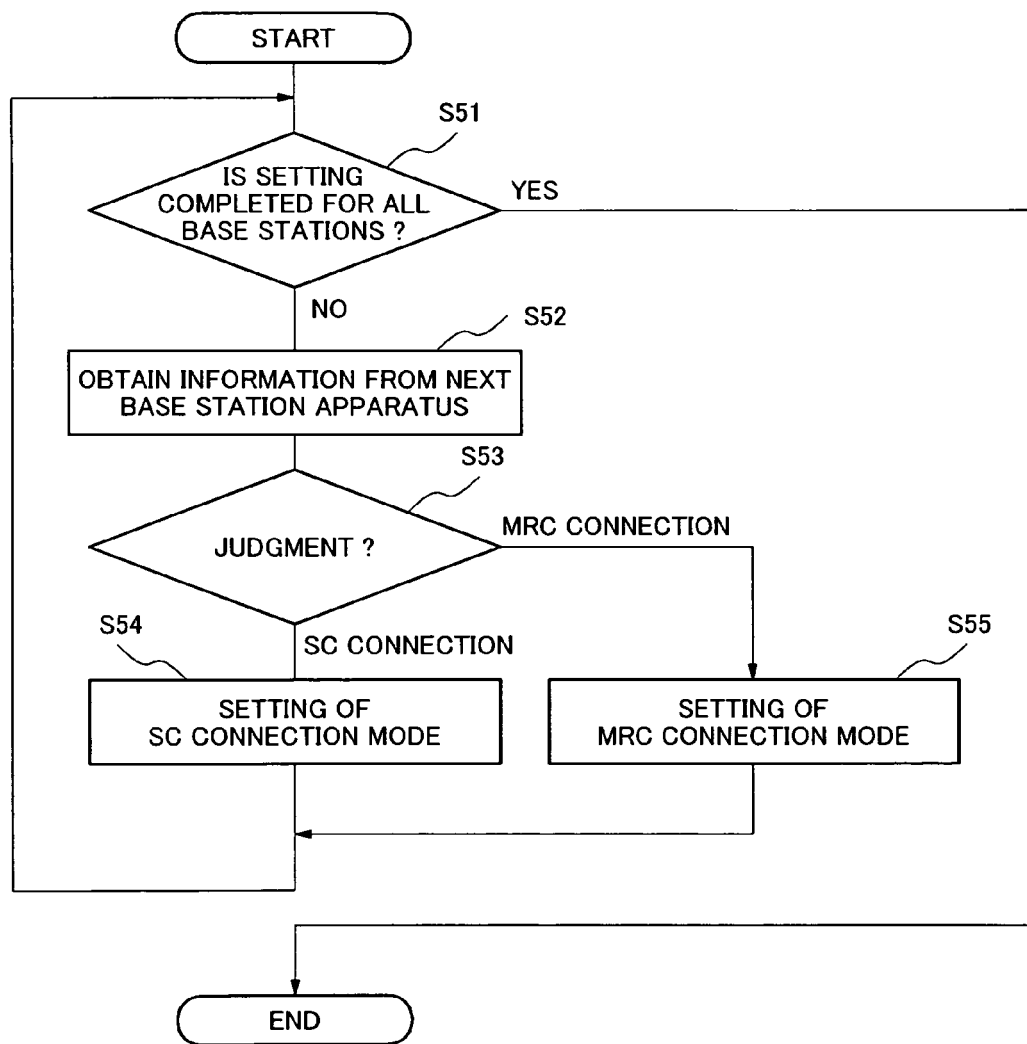 START
S51
IS SETTING
COMPLETED FOR ALL
BASE STATIONS ?
YES
NO
S52
OBTAIN INFORMATION FROM NEXT
BASE STATION APPARATUS
S53
JUDGMENT ?
MRC CONNECTION
S54
SC CONNECTION
S55
SETTING OF
SC CONNECTION MODE
SETTING OF
MRC CONNECTION MODE
END